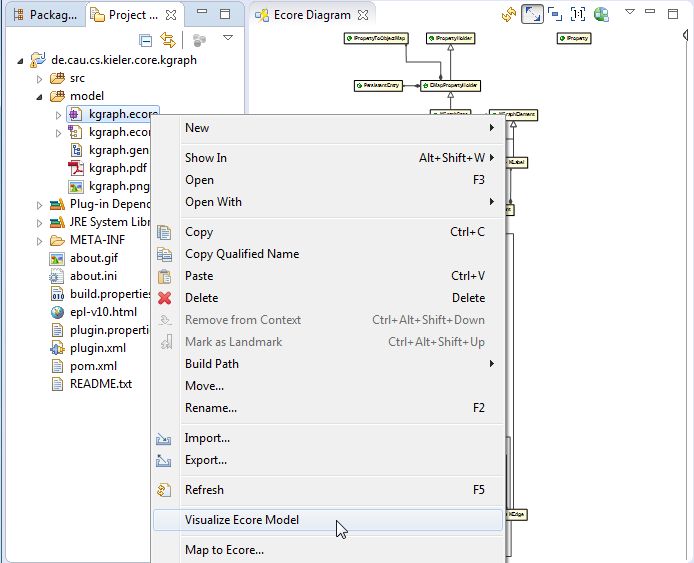 Packag...
Project ...
Ecore Diagram
de.cau.cs.kieler.core.kgraph
src
model
kgraph.ecore
kgraph.ecor
kgraph.gen
kgraph.pdf
kgraph.png
Plug-in Depend
JRE System Libr
META-INF
about.gif
about.ini
build.properties
epl-v10.html
plugin.propertie
plugin.xml
pom.xml
README.txt
New
Show In Alt+Shift+W
Open F3
Open With
Copy Ctrl+C
Copy Qualified Name
Paste Ctrl+V
Delete Delete
Remove from Context Ctrl+Alt+Shift+Down
Mark as Landmark Ctrl+Alt+Shift+Up
Build Path
Move...
Rename... F2
Import...
Export...
Refresh F5
Visualize Ecore Model
Map to Ecore...
IPropertyToObjectMap
IPropertyHolder
IProperty
PersistentEntry
EMapPropertyHolder
KGraphElement
KLabel
KEdge